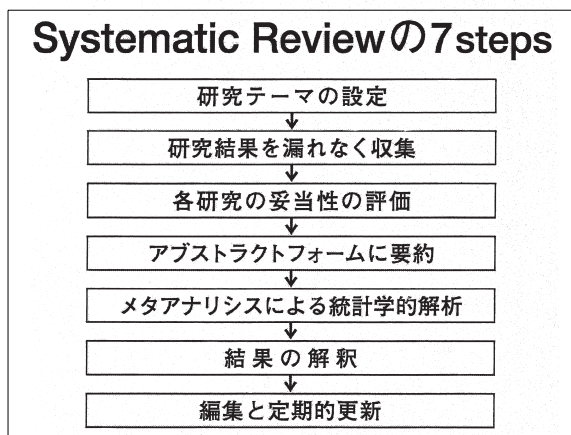 Systematic Reviewの7steps
研究テーマの設定
研究結果を漏れなく収集
各研究の妥当性の評価
アブストラクトフォームに要約
メタアナリシスによる統計学的解析
結果の解釈
編集と定期的更新